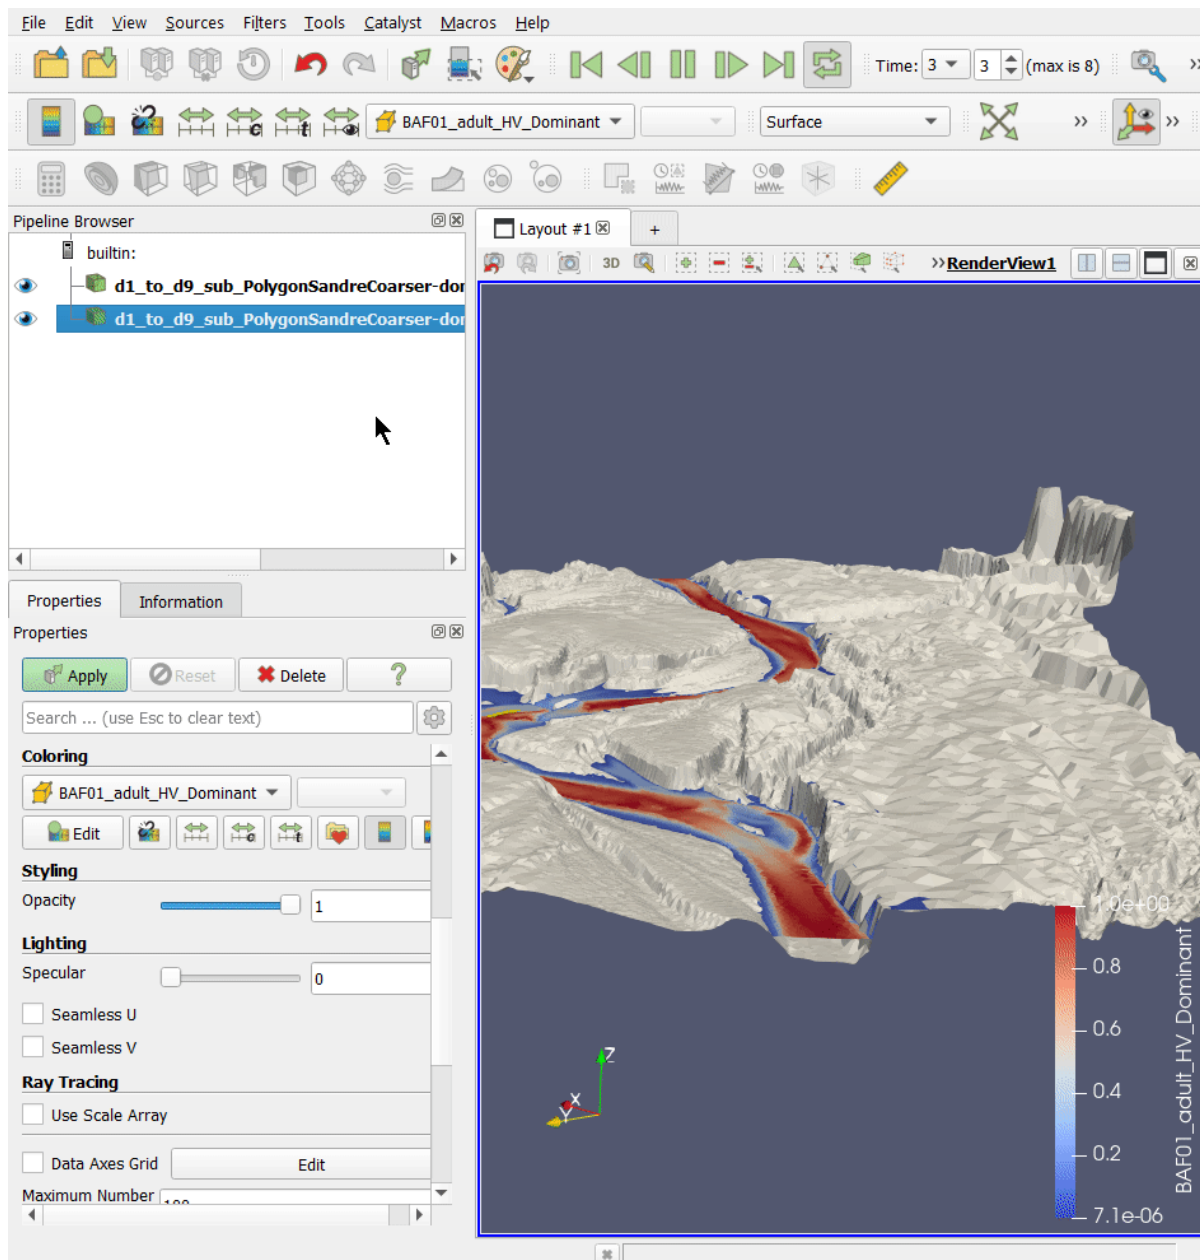 File Edit View Sources Filters Tools Catalyst Macros Help
Time: 3 3 (max is 8)
BAF01_adult_HV_Dominant Surface
Pipeline Browser
Layout #1 +
builtin:
3D RenderView1
d1_to_d9_sub_PolygonSandreCoarser-dor
d1_to_d9_sub_PolygonSandreCoarser-dor
Properties Information
Properties
Apply Reset Delete ?
Search ... (use Esc to clear text)
Coloring
BAF01_adult_HV_Dominant
Edit
Styling
Opacity 1
Lighting
Specular 0
Seamless U
Seamless V
Ray Tracing
Use Scale Array
Data Axes Grid Edit
Maximum Number
Z
X
Y
1.0e+00
0.8
0.6
0.4
0.2
7.1e-06
BAF01_adult_HV_Dominant